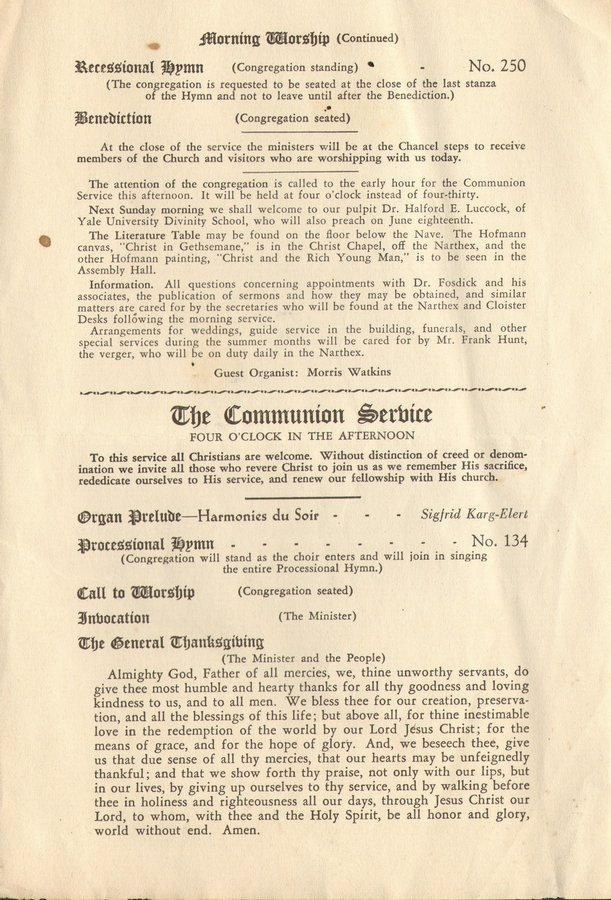 Morning Worship (Continued)
Recessional Hymn (Congregation standing) - No. 250
(The congregation is requested to be seated at the close of the last stanza
of the Hymn and not to leave until after the Benediction.)
Benediction (Congregation seated)
At the close of the service the ministers will be at the Chancel steps to receive
members of the Church and visitors who are worshipping with us today.
The attention of the congregation is called to the early hour for the Communion
Service this afternoon. It will be held at four o'clock instead of four-thirty.
Next Sunday morning we shall welcome to our pulpit Dr. Halford E. Luccock, of
Yale University Divinity School, who will also preach on June eighteenth.
The Literature Table may be found on the floor below the Nave. The Hofmann
canvas, "Christ in Gethsemane," is in the Christ Chapel, off the Narthex, and the
other Hofmann painting, "Christ and the Rich Young Man," is to be seen in the
Assembly Hall.
Information. All questions concerning appointments with Dr. Fosdick and his
associates, the publication of sermons and how they may be obtained, and similar
matters are cared for by the secretaries who will be found at the Narthex and Cloister
Desks following the morning service.
Arrangements for weddings, guide service in the building, funerals, and other
special services during the summer months will be cared for by Mr. Frank Hunt,
the verger, who will be on duty daily in the Narthex.
Guest Organist: Morris Watkins
The Communion Service
FOUR O'CLOCK IN THE AFTERNOON
To this service all Christians are welcome. Without distinction of creed or denom-
ination we invite all those who revere Christ to join us as we remember His sacrifice,
rededicate ourselves to His service, and renew our fellowship with His church.
Organ Prelude—Harmonies du Soir - - - Sigfrid Karg-Elert
Processional Hymn - - - - - - - - No. 134
(Congregation will stand as the choir enters and will join in singing
the entire Processional Hymn.)
Call to Worship (Congregation seated)
Invocation (The Minister)
The General Thanksgiving
(The Minister and the People)
Almighty God, Father of all mercies, we, thine unworthy servants, do
give thee most humble and hearty thanks for all thy goodness and loving
kindness to us, and to all men. We bless thee for our creation, preserva-
tion, and all the blessings of this life; but above all, for thine inestimable
love in the redemption of the world by our Lord Jesus Christ; for the
means of grace, and for the hope of glory. And, we beseech thee, give
us that due sense of all thy mercies, that our hearts may be unfeignedly
thankful; and that we show forth thy praise, not only with our lips, but
in our lives, by giving up ourselves to thy service, and by walking before
thee in holiness and righteousness all our days, through Jesus Christ our
Lord, to whom, with thee and the Holy Spirit, be all honor and glory,
world without end. Amen.